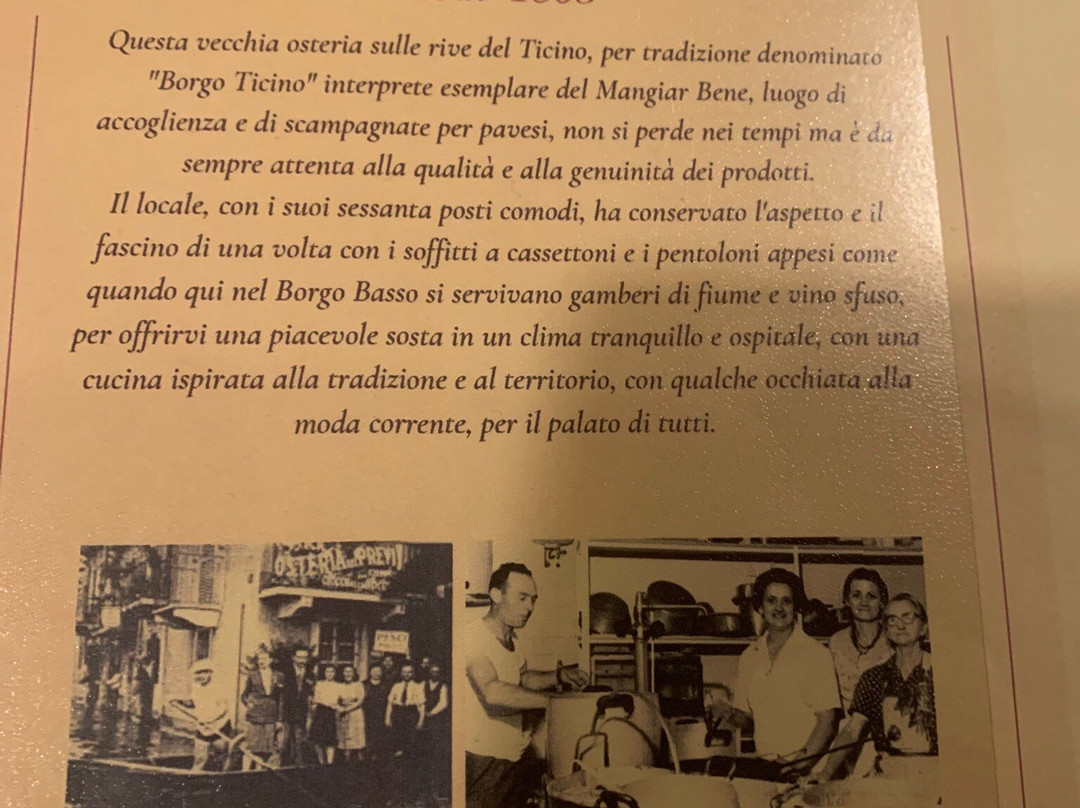 Questa vecchia osteria sulle rive del Ticino, per tradizione denominato
"Borgo Ticino" interprete esemplare del Mangiar Bene, luogo di
accoglienza e di scampagnate per pavesi, non si perde nei tempi ma è da
sempre attenta alla qualità e alla genuinità dei prodotti.
Il locale, con i suoi sessanta posti comodi, ha conservato l'aspetto e il
fascino di una volta con i soffitti a cassettoni e i pentoloni appesi come
quando qui nel Borgo Basso si servivano gamberi di fiume e vino sfuso,
per offrirvi una piacevole sosta in un clima tranquillo e ospitale, con una
cucina ispirata alla tradizione e al territorio, con qualche occhiata alla
moda corrente, per il palato di tutti.
OSTERIA PREVI
PESCI